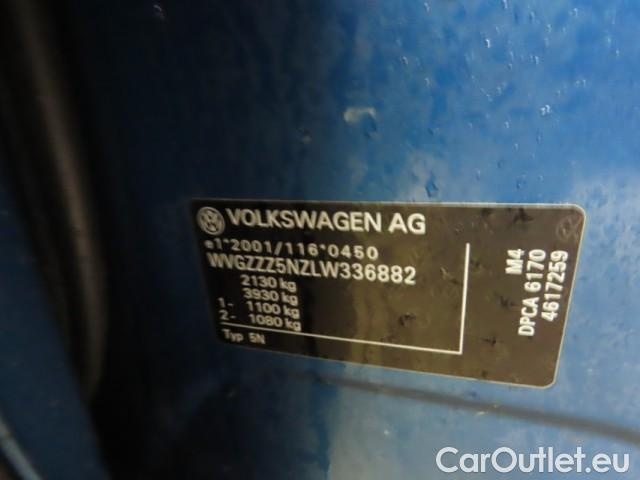 VOLKSWAGEN AG
e1*2001/116*0450
WVGZZZ5NZLW336882
2130 kg
3930 kg
1- 1100 kg
2- 1080 kg
Typ 5N
M4
DPCA 6170
4617259
CarOutlet.eu